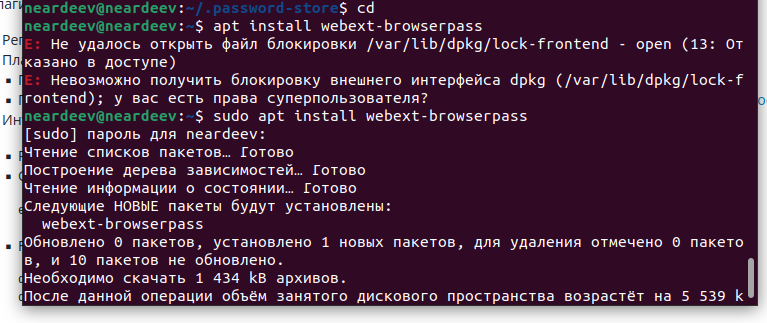 neardeev@neardeev:~/.password-store$ cd
neardeev@neardeev:~$ apt install webext-browserpass
E: Не удалось открыть файл блокировки /var/lib/dpkg/lock-frontend - open (13: От
казано в доступе)
E: Невозможно получить блокировку внешнего интерфейса dpkg (/var/lib/dpkg/lock-f
rontend); у вас есть права суперпользователя?
neardeev@neardeev:~$ sudo apt install webext-browserpass
[sudo] пароль для neardeev:
Чтение списков пакетов… Готово
Построение дерева зависимостей… Готово
Чтение информации о состоянии… Готово
Следующие НОВЫЕ пакеты будут установлены:
  webext-browserpass
Обновлено 0 пакетов, установлено 1 новых пакетов, для удаления отмечено 0 пакето
в, и 10 пакетов не обновлено.
Необходимо скачать 1 434 kB архивов.
После данной операции объём занятого дискового пространства возрастёт на 5 539 k